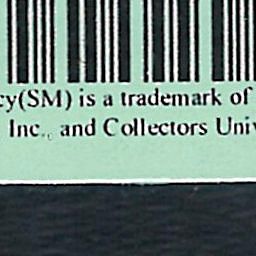 cy(SM) is a trademark of
Inc., and Collectors Univ